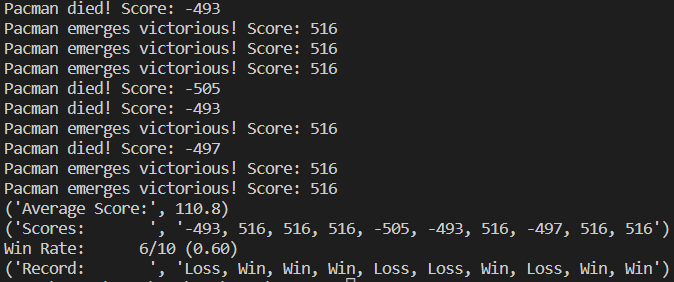 Pacman died! Score: -493
Pacman emerges victorious! Score: 516
Pacman emerges victorious! Score: 516
Pacman emerges victorious! Score: 516
Pacman died! Score: -505
Pacman died! Score: -493
Pacman emerges victorious! Score: 516
Pacman died! Score: -497
Pacman emerges victorious! Score: 516
Pacman emerges victorious! Score: 516
('Average Score:', 110.8)
('Scores:       ', '-493, 516, 516, 516, -505, -493, 516, -497, 516, 516')
Win Rate:      6/10 (0.60)
('Record:       ', 'Loss, Win, Win, Win, Loss, Loss, Win, Loss, Win, Win')